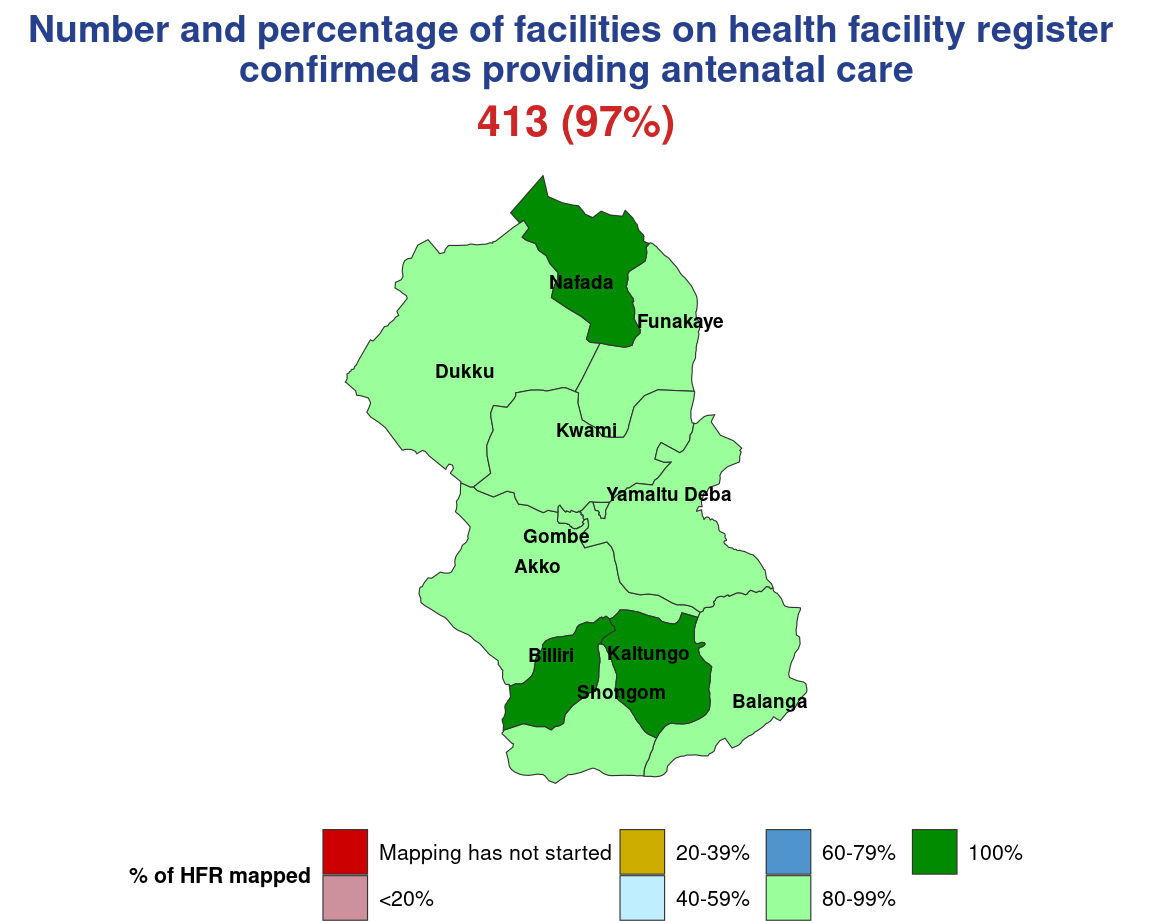 Number and percentage of facilities on health facility register
confirmed as providing antenatal care
413 (97%)
Nafada
Funakaye
Dukku
Kwami
Yamaltu Deba
Gombe
Akko
Billiri
Kaltungo
Shongom
Balanga
% of HFR mapped
Mapping has not started
<20%
20-39%
40-59%
60-79%
80-99%
100%